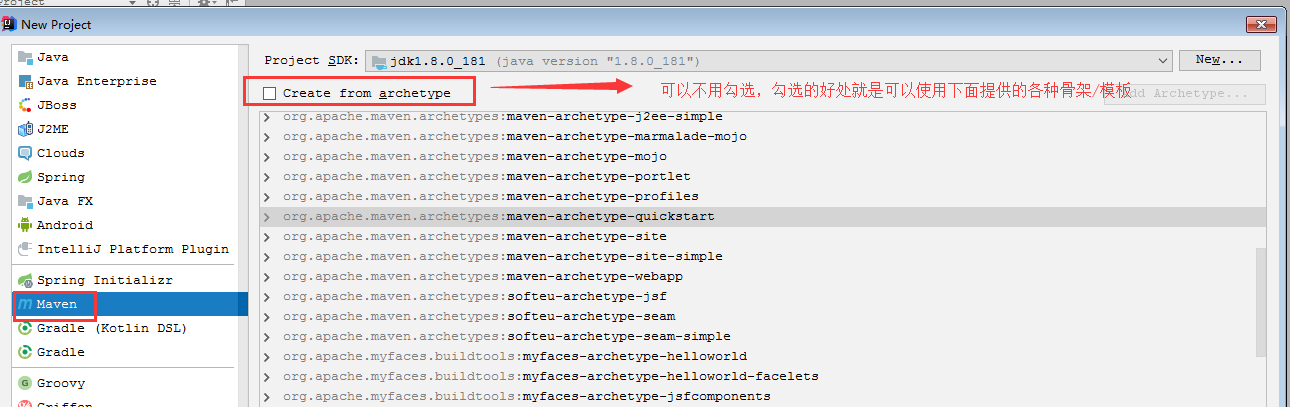 Project
New Project
Java
Java Enterprise
JBoss
J2ME
Clouds
Spring
Java FX
Android
IntelliJ Platform Plugin
Spring Initializr
Maven
Gradle (Kotlin DSL)
Gradle
Groovy
Griffon
Project SDK: jdk1.8.0_181 (java version "1.8.0_181") New...
Create from archetype 可以不用勾选，勾选的好处就是可以使用下面提供的各种骨架/模板 Add Archetype...
org.apache.maven.archetypes:maven-archetype-j2ee-simple
org.apache.maven.archetypes:maven-archetype-marmalade-mojo
org.apache.maven.archetypes:maven-archetype-mojo
org.apache.maven.archetypes:maven-archetype-portlet
org.apache.maven.archetypes:maven-archetype-profiles
org.apache.maven.archetypes:maven-archetype-quickstart
org.apache.maven.archetypes:maven-archetype-site
org.apache.maven.archetypes:maven-archetype-site-simple
org.apache.maven.archetypes:maven-archetype-webapp
org.apache.maven.archetypes:softeu-archetype-jsf
org.apache.maven.archetypes:softeu-archetype-seam
org.apache.maven.archetypes:softeu-archetype-seam-simple
org.apache.myfaces.buildtools:myfaces-archetype-helloworld
org.apache.myfaces.buildtools:myfaces-archetype-helloworld-facelets
org.apache.myfaces.buildtools:myfaces-archetype-jsfcomponents